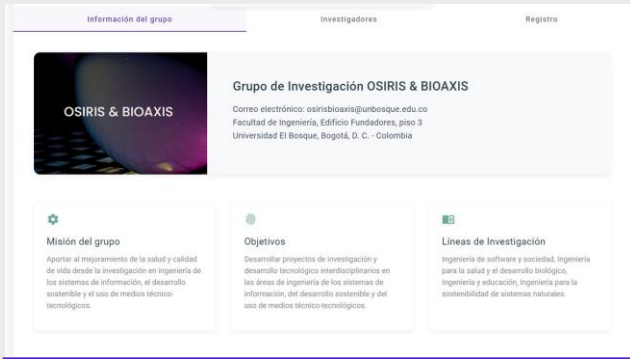 Información del grupo
Investigadores
Registro
OSIRIS & BIOAXIS
Grupo de Investigación OSIRIS & BIOAXIS
Correo electrónico: osirisbioaxis@unbosque.edu.co
Facultad de Ingeniería, Edificio Fundadores, piso 3
Universidad El Bosque, Bogotá, D. C. - Colombia
Misión del grupo
Aportar al mejoramiento de la salud y calidad
de vida desde la investigación en ingeniería de
los sistemas de información, el desarrollo
sostenible y el uso de medios técnico-
tecnológicos.
Objetivos
Desarrollar proyectos de investigación y
desarrollo tecnológico interdisciplinarios en
las áreas de ingeniería de los sistemas de
información, del desarrollo sostenible y del
uso de medios técnico-tecnológicos.
Líneas de Investigación
Ingeniería de software y sociedad, Ingeniería
para la salud y el desarrollo biológico,
Ingeniería y educación, Ingeniería para la
sostenibilidad de sistemas naturales.